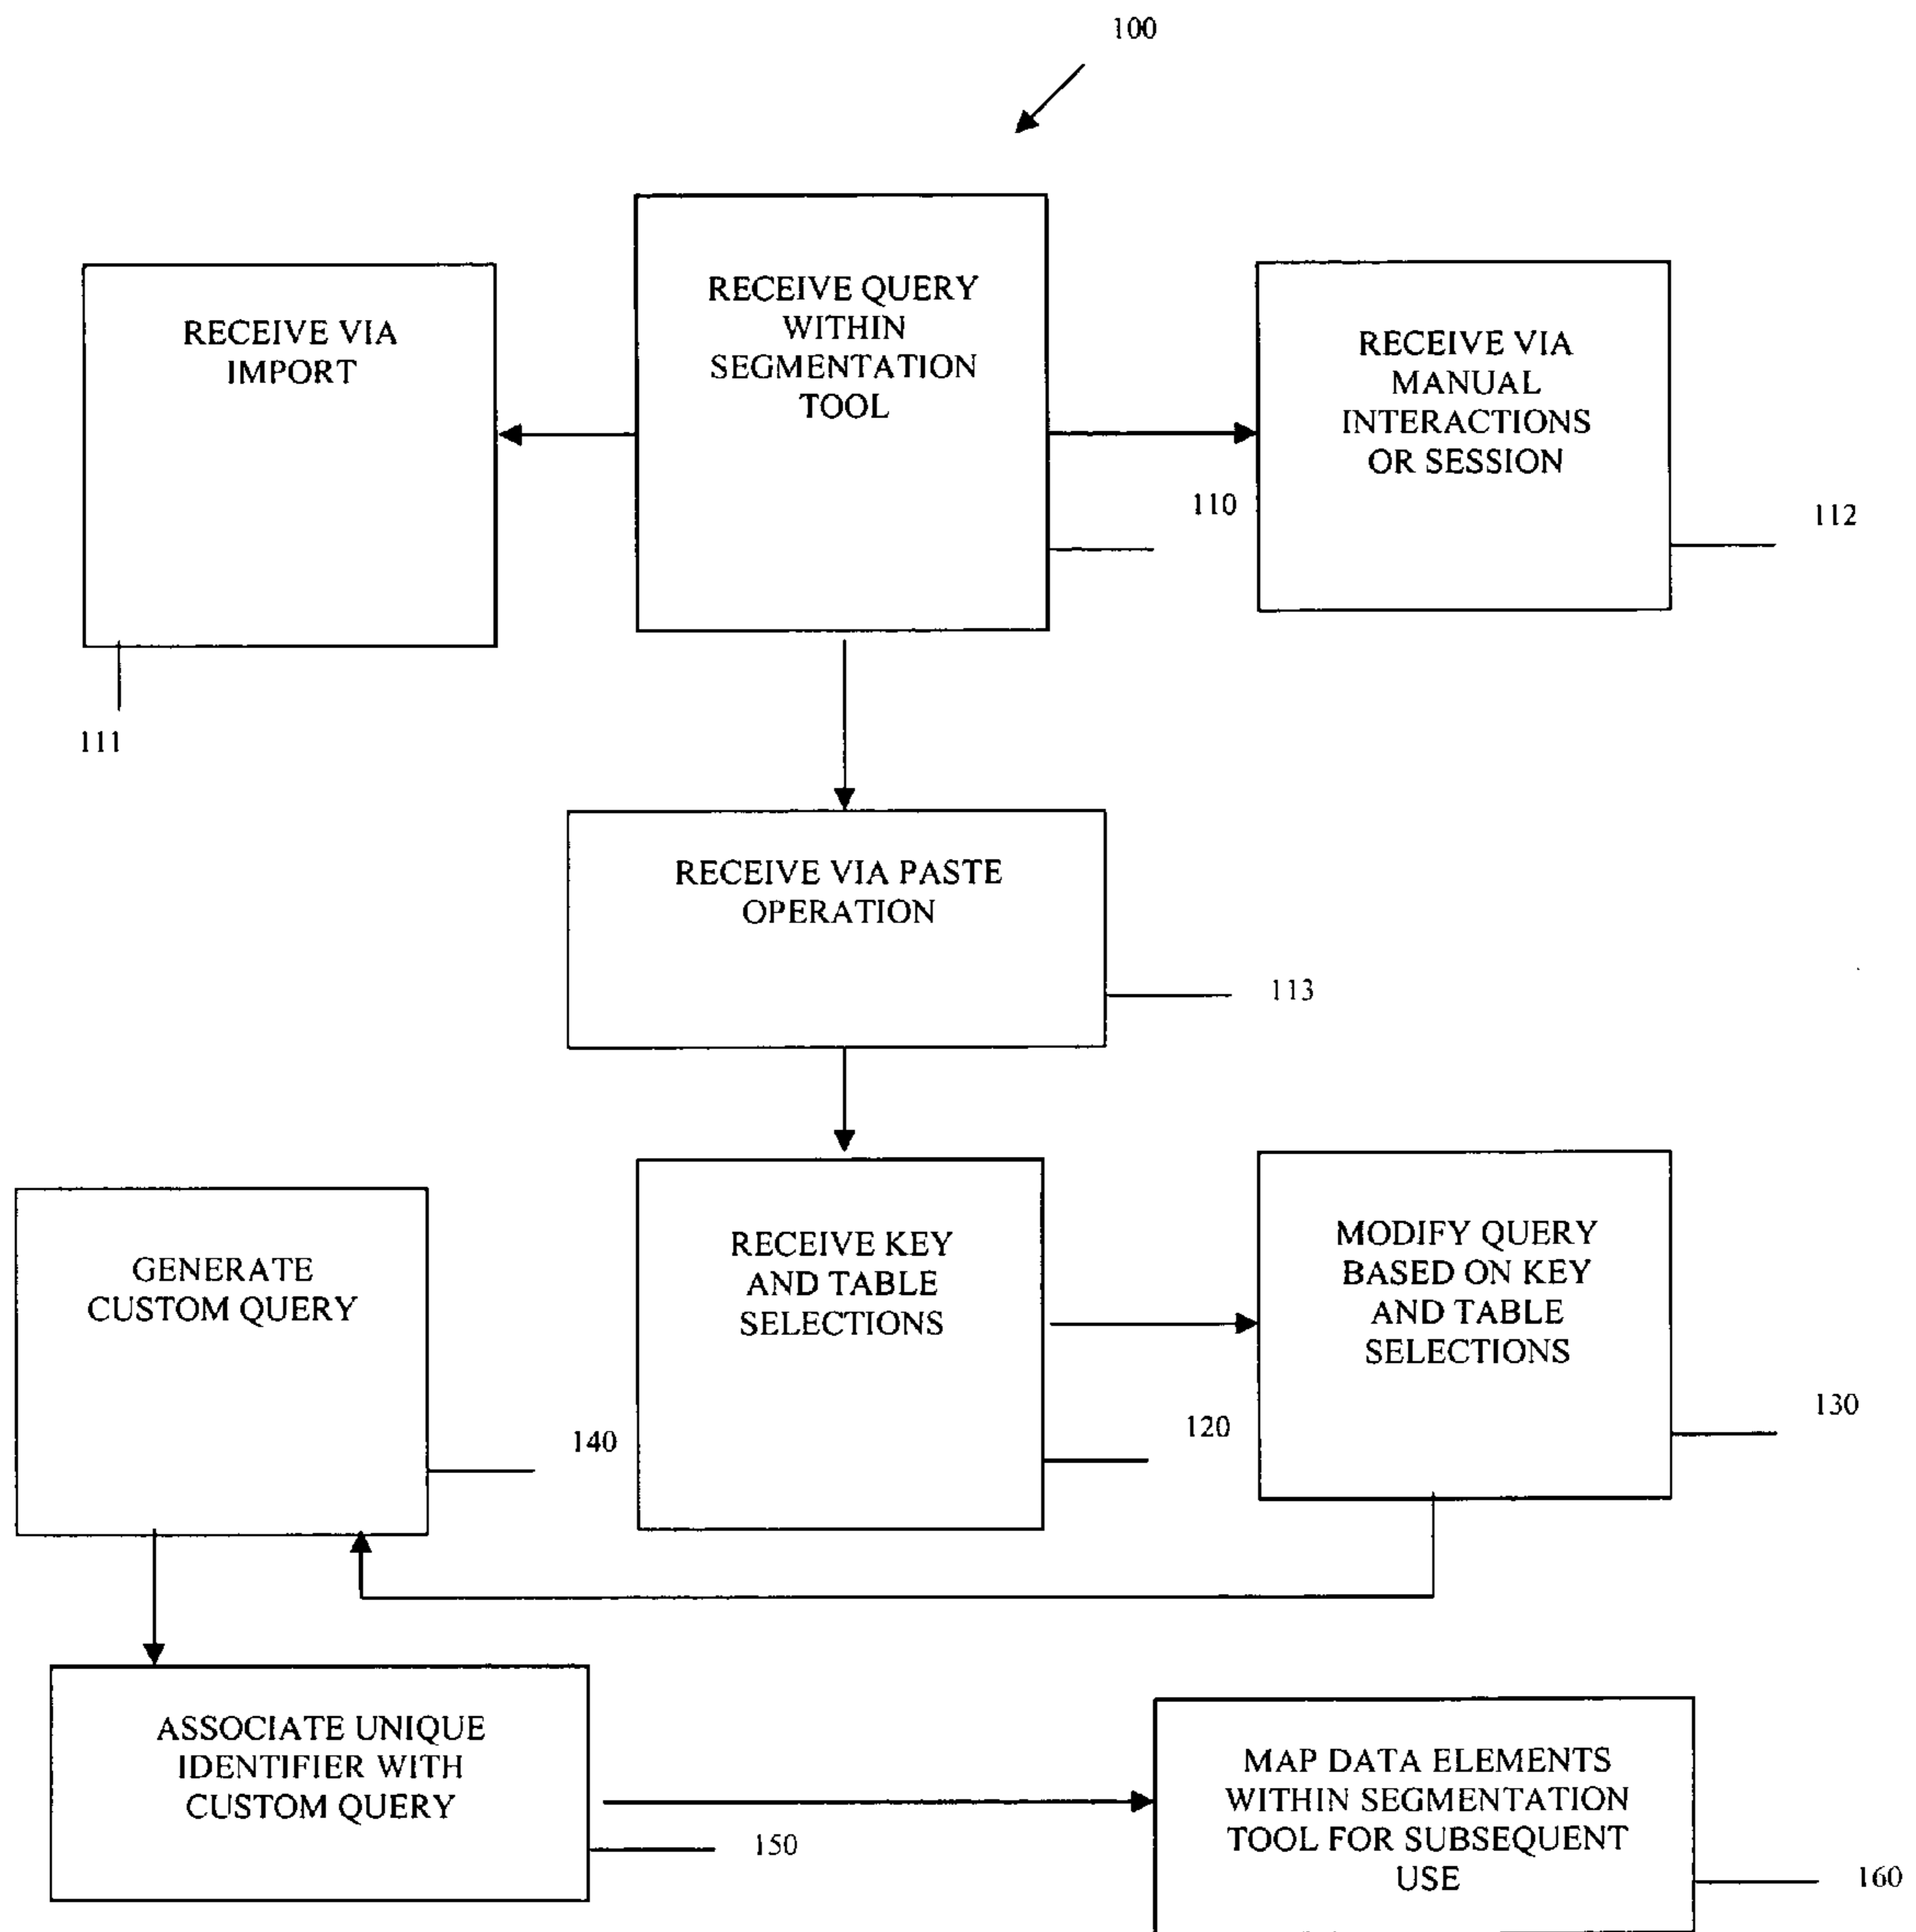 100
RECEIVE QUERY
WITHIN
SEGMENTATION
TOOL
110
RECEIVE VIA
IMPORT
111
RECEIVE VIA
MANUAL
INTERACTIONS
OR SESSION
112
RECEIVE VIA PASTE
OPERATION
113
RECEIVE KEY
AND TABLE
SELECTIONS
120
MODIFY QUERY
BASED ON KEY
AND TABLE
SELECTIONS
130
GENERATE
CUSTOM QUERY
140
ASSOCIATE UNIQUE
IDENTIFIER WITH
CUSTOM QUERY
150
MAP DATA ELEMENTS
WITHIN SEGMENTATION
TOOL FOR SUBSEQUENT
USE
160